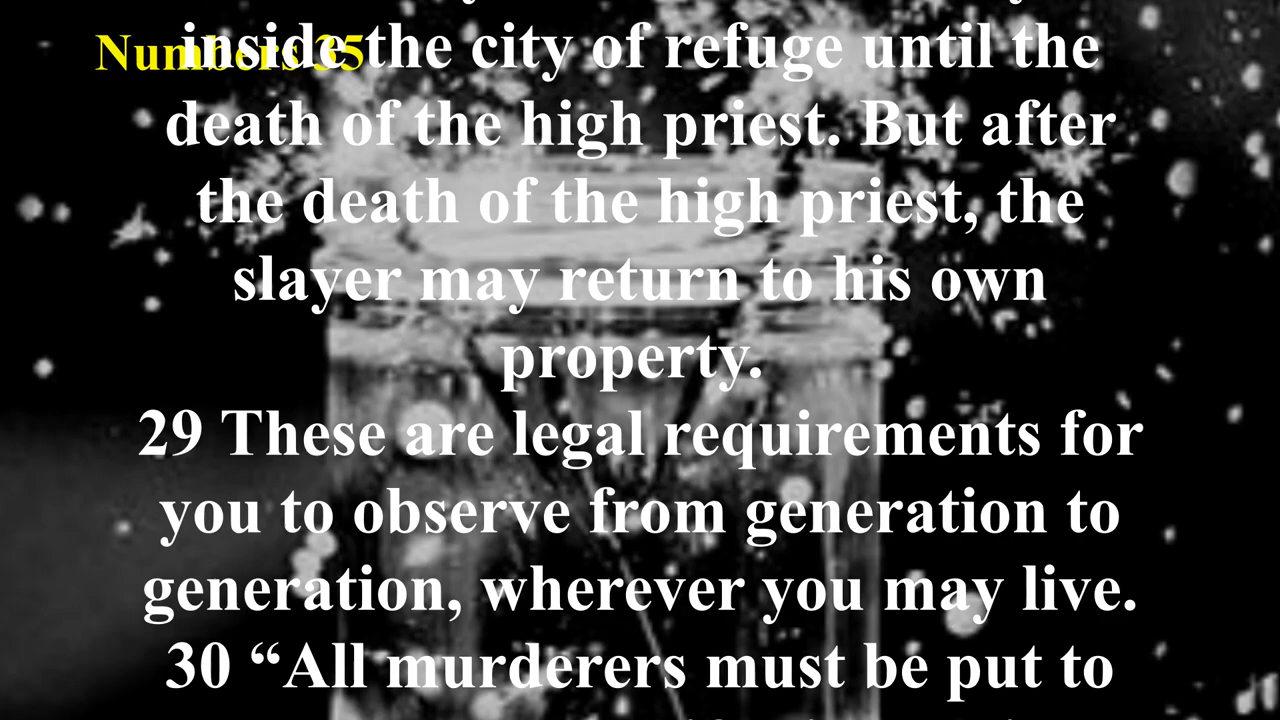 Numbers 35
inside the city of refuge until the
death of the high priest. But after
the death of the high priest, the
slayer may return to his own
property.
29 These are legal requirements for
you to observe from generation to
generation, wherever you may live.
30 “All murderers must be put to